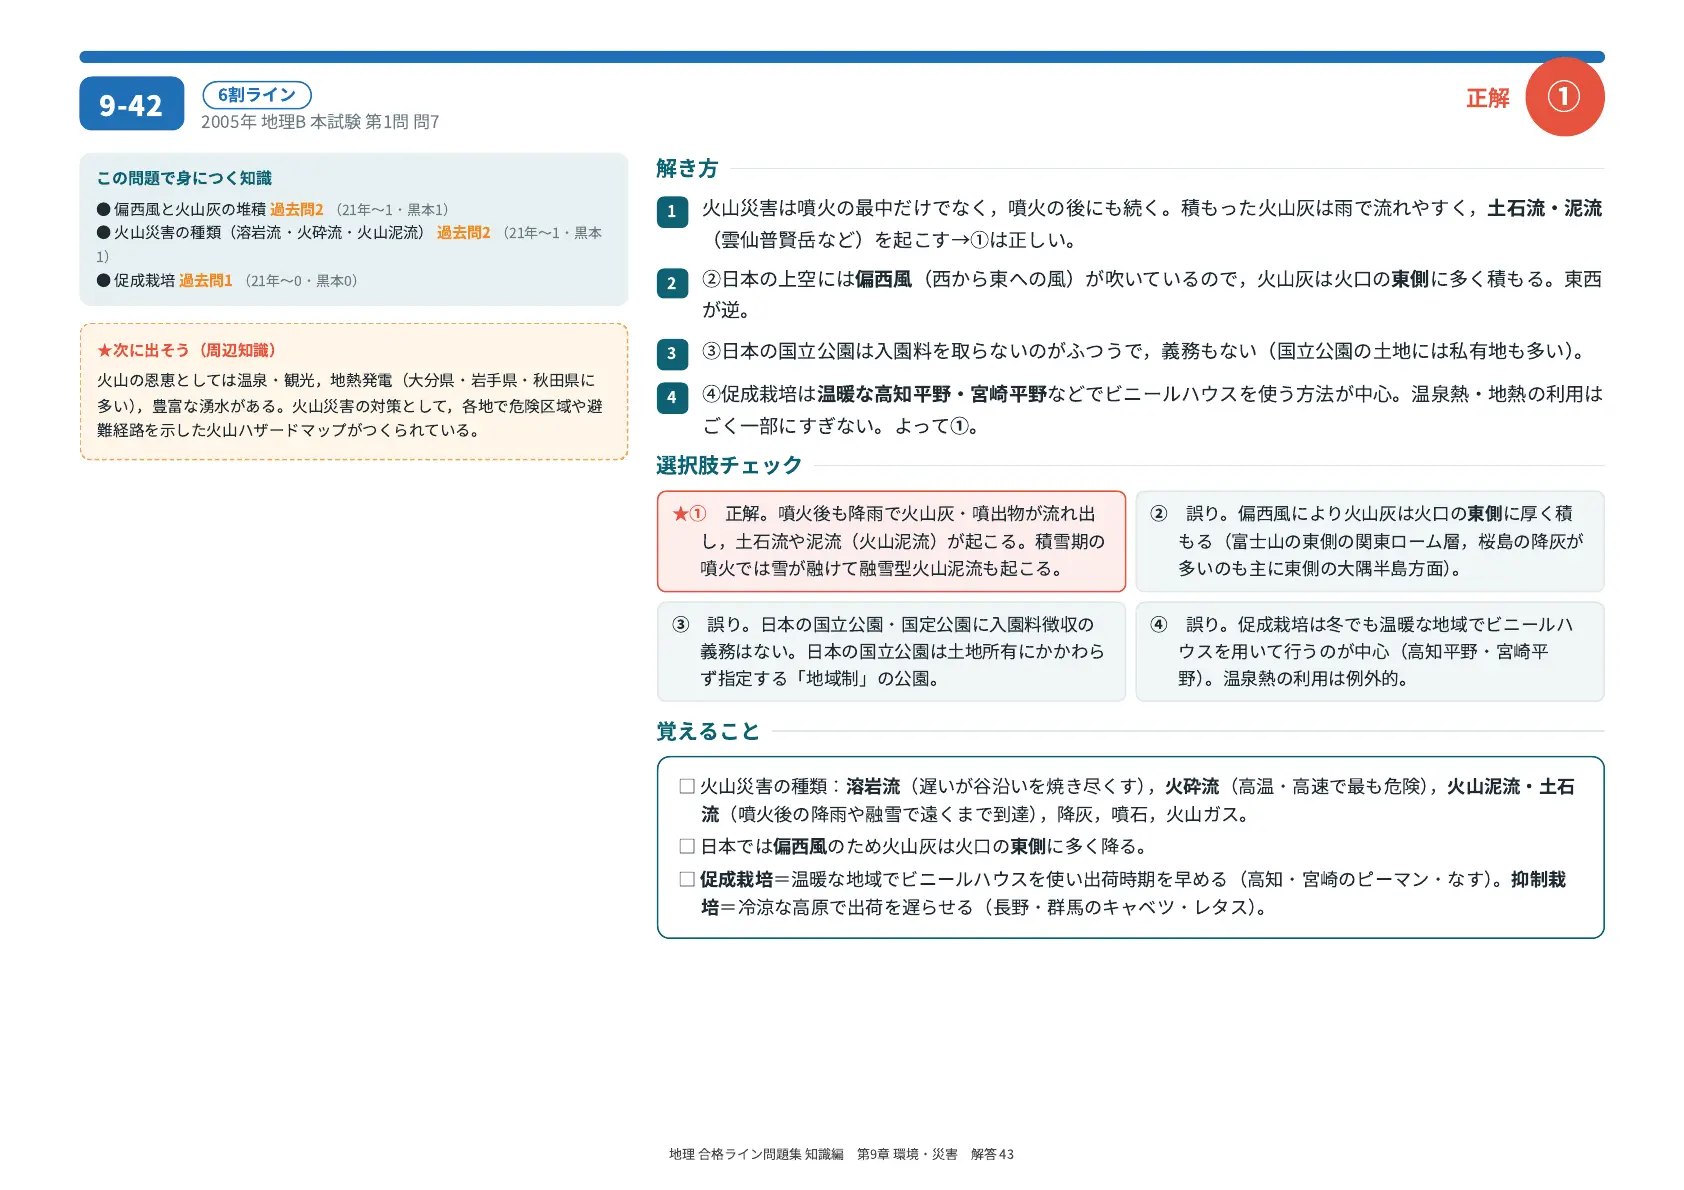 9-42
6割ライン
2005年 地理B 本試験 第1問 問7
正解 ①
この問題で身につく知識
● 偏西風と火山灰の堆積 過去問2 （21年〜1・黒本1）
● 火山災害の種類（溶岩流・火砕流・火山泥流） 過去問2 （21年〜1・黒本
1）
● 促成栽培 過去問1 （21年〜0・黒本0）
★次に出そう（周辺知識）
火山の恩恵としては温泉・観光，地熱発電（大分県・岩手県・秋田県に
多い），豊富な湧水がある。火山災害の対策として，各地で危険区域や避
難経路を示した火山ハザードマップがつくられている。
解き方
1 火山災害は噴火の最中だけでなく，噴火の後にも続く。積もった火山灰は雨で流れやすく，土石流・泥流
（雲仙普賢岳など）を起こす→①は正しい。
2 ②日本の上空には偏西風（西から東への風）が吹いているので，火山灰は火口の東側に多く積もる。東西
が逆。
3 ③日本の国立公園は入園料を取らないのがふつうで，義務もない（国立公園の土地には私有地も多い）。
4 ④促成栽培は温暖な高知平野・宮崎平野などでビニールハウスを使う方法が中心。温泉熱・地熱の利用は
ごく一部にすぎない。よって①。
選択肢チェック
★① 正解。噴火後も降雨で火山灰・噴出物が流れ出
し，土石流や泥流（火山泥流）が起こる。積雪期の
噴火では雪が融けて融雪型火山泥流も起こる。
② 誤り。偏西風により火山灰は火口の東側に厚く積
もる（富士山の東側の関東ローム層，桜島の降灰が
多いのも主に東側の大隅半島方面）。
③ 誤り。日本の国立公園・国定公園に入園料徴収の
義務はない。日本の国立公園は土地所有にかかわら
ず指定する「地域制」の公園。
④ 誤り。促成栽培は冬でも温暖な地域でビニールハ
ウスを用いて行うのが中心（高知平野・宮崎平
野）。温泉熱の利用は例外的。
覚えること
□ 火山災害の種類：溶岩流（遅いが谷沿いを焼き尽くす），火砕流（高温・高速で最も危険），火山泥流・土石
流（噴火後の降雨や融雪で遠くまで到達），降灰，噴石，火山ガス。
□ 日本では偏西風のため火山灰は火口の東側に多く降る。
□ 促成栽培＝温暖な地域でビニールハウスを使い出荷時期を早める（高知・宮崎のピーマン・なす）。抑制栽
培＝冷涼な高原で出荷を遅らせる（長野・群馬のキャベツ・レタス）。
地理 合格ライン問題集 知識編 第9章 環境・災害 解答 43